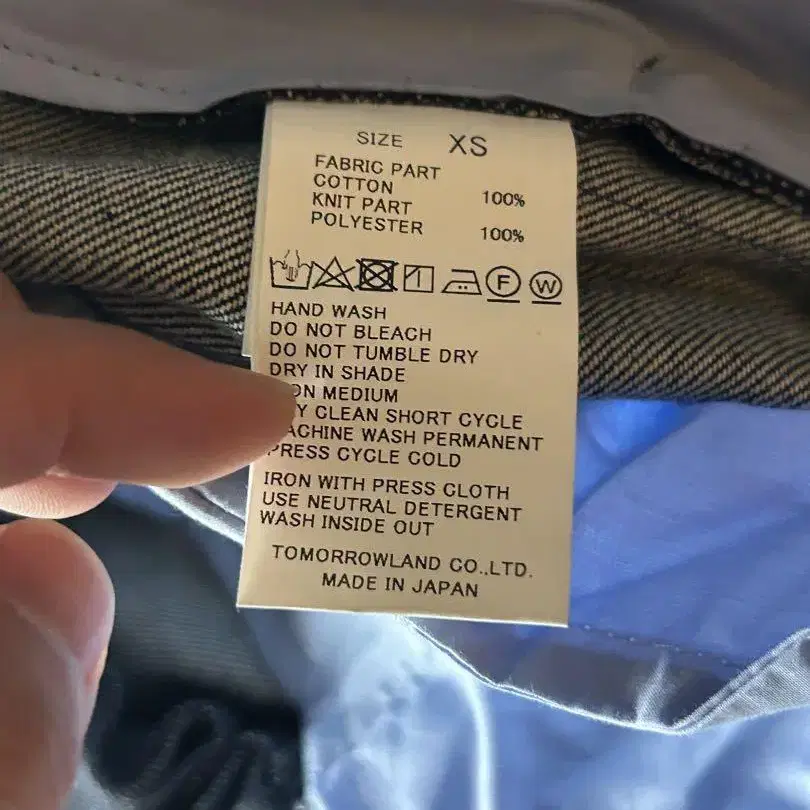 SIZE XS
FABRIC PART
COTTON 100%
KNIT PART
POLYESTER 100%
F W
HAND WASH
DO NOT BLEACH
DO NOT TUMBLE DRY
DRY IN SHADE
ON MEDIUM
Y CLEAN SHORT CYCLE
ACHINE WASH PERMANENT
PRESS CYCLE COLD
IRON WITH PRESS CLOTH
USE NEUTRAL DETERGENT
WASH INSIDE OUT
TOMORROWLAND CO.,LTD.
MADE IN JAPAN